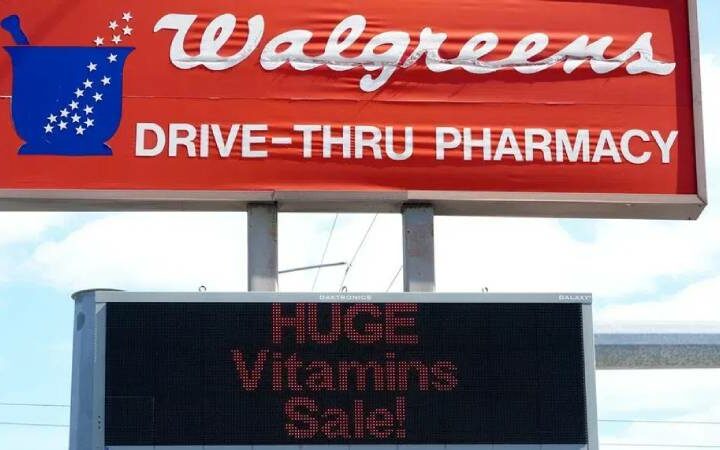 Walgreens
DRIVE-THRU PHARMACY
DAKTRONICS GALAXY
HUGE
Vitamins
Sale!